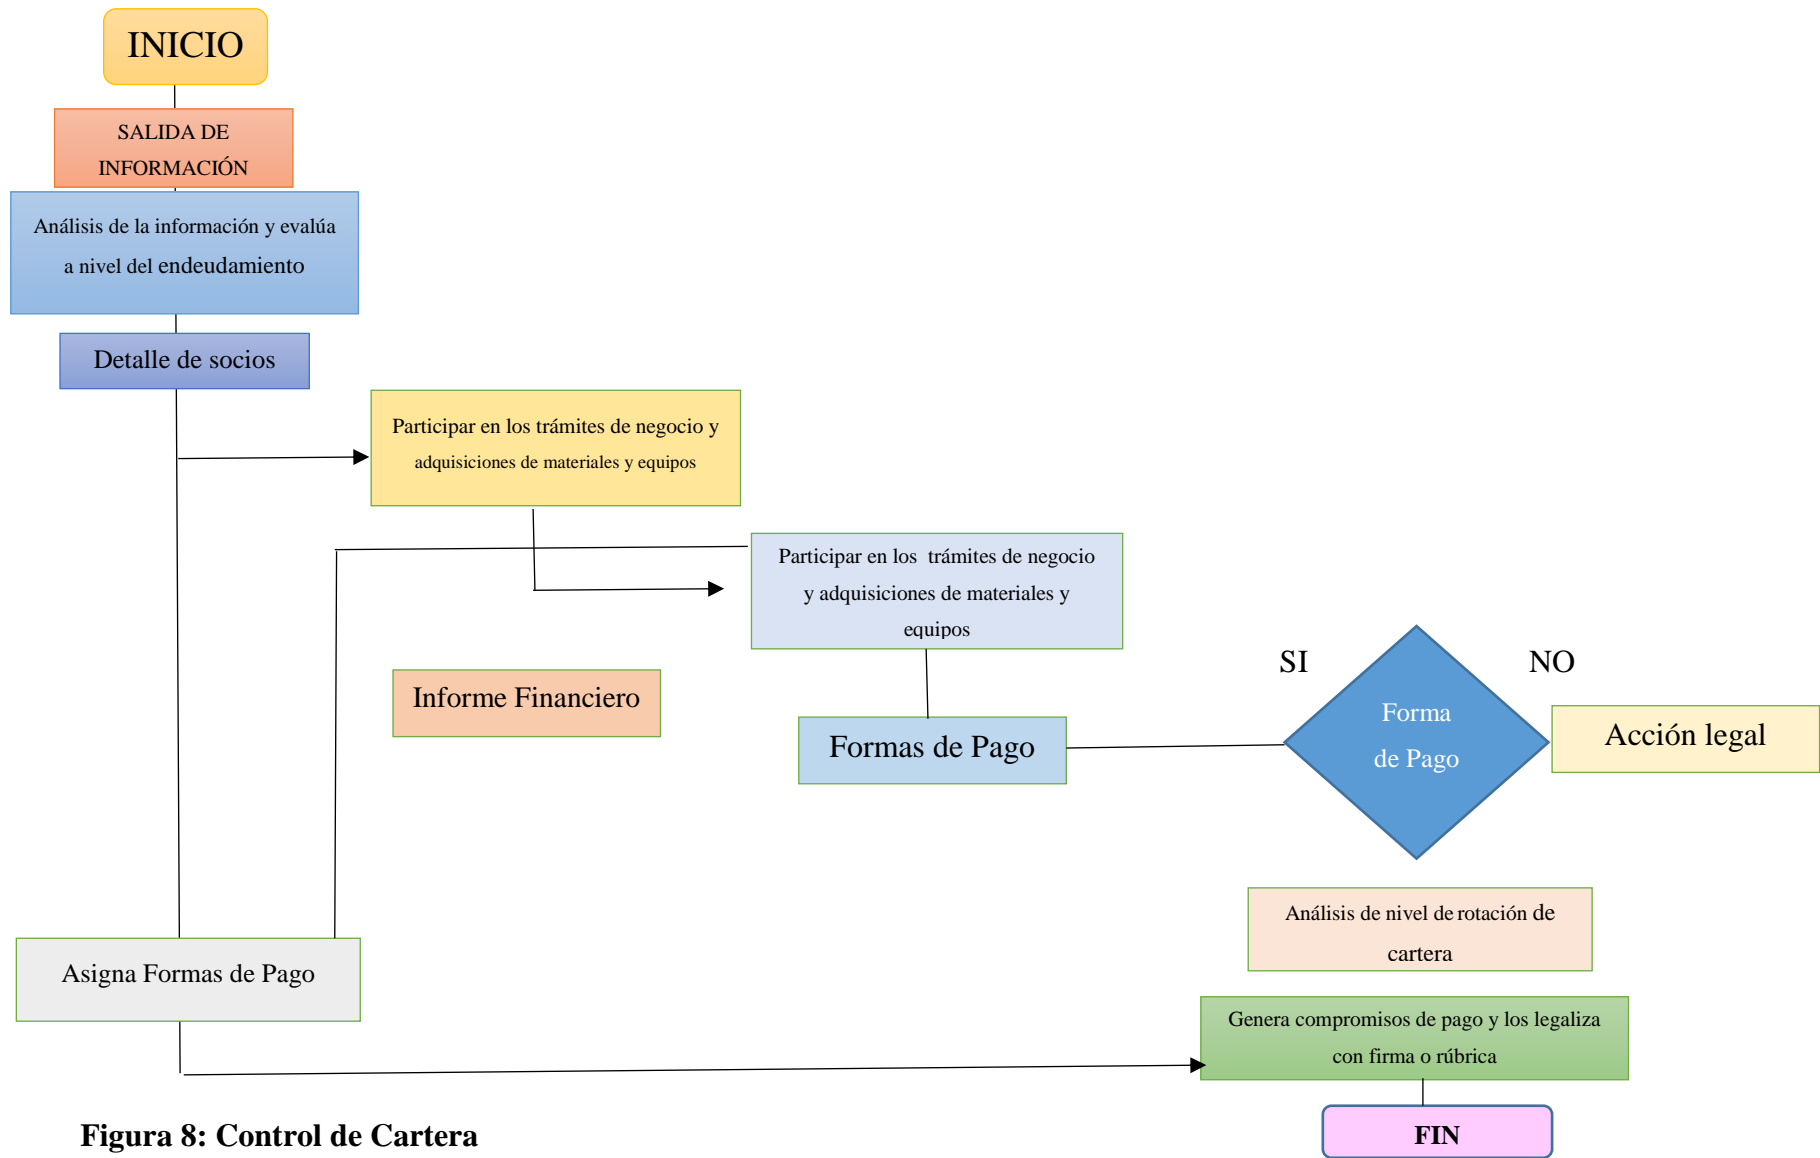 INICIO
SALIDA DE
INFORMACIÓN
Análisis de la información y evalúa
a nivel del endeudamiento
Detalle de socios
Participar en los trámites de negocio y
adquisiciones de materiales y equipos
Participar en los trámites de negocio
y adquisiciones de materiales y
equipos
Informe Financiero
Formas de Pago
SI
NO
Forma
de Pago
Acción legal
Análisis de nivel de rotación de
cartera
Asigna Formas de Pago
Genera compromisos de pago y los legaliza
con firma o rúbrica
FIN
Figura 8: Control de Cartera